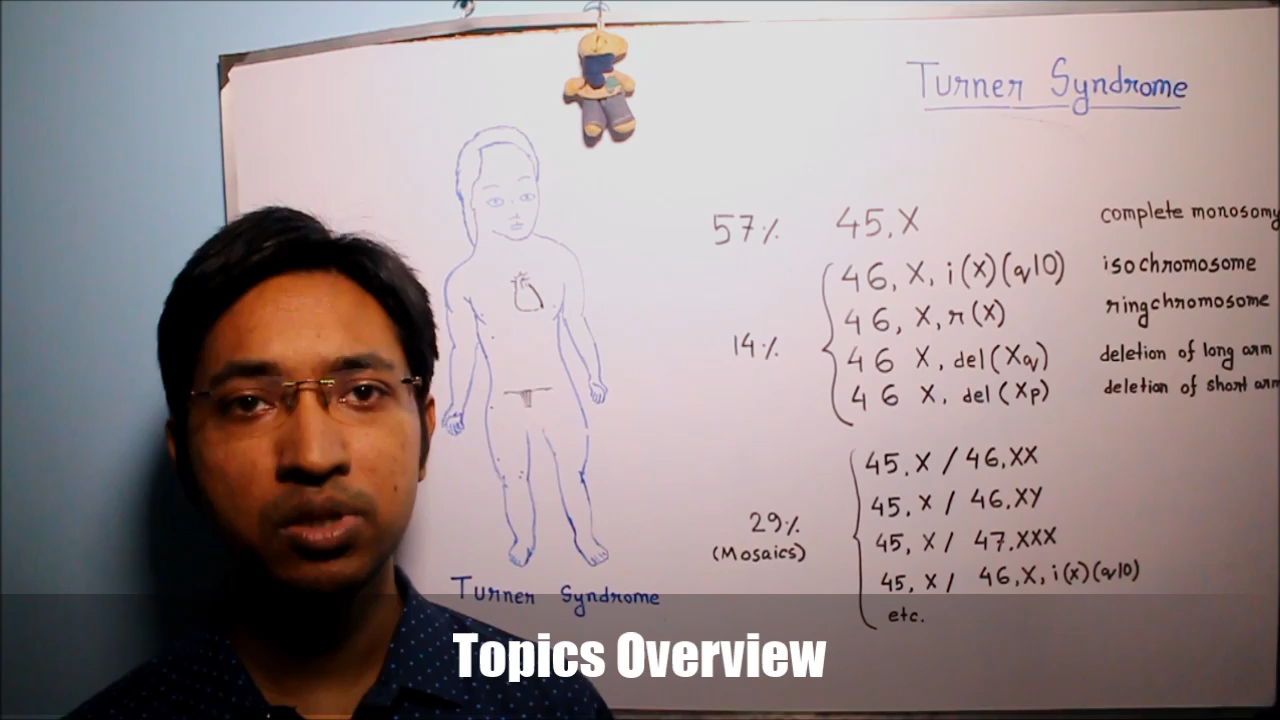 Turner Syndrome
57% 45,X complete monosomy
46, X, i(X)(q10) isochromosome
46, X, r(X) ring chromosome
14%
46 X, del(Xq) deletion of long arm
46 X, del(Xp) deletion of short arm
45,X / 46,XX
45,X / 46,XY
29%
(Mosaics)
45, X / 47,XXX
45, X / 46,X, i(X)(q10)
etc.
Turner Syndrome
Topics Overview